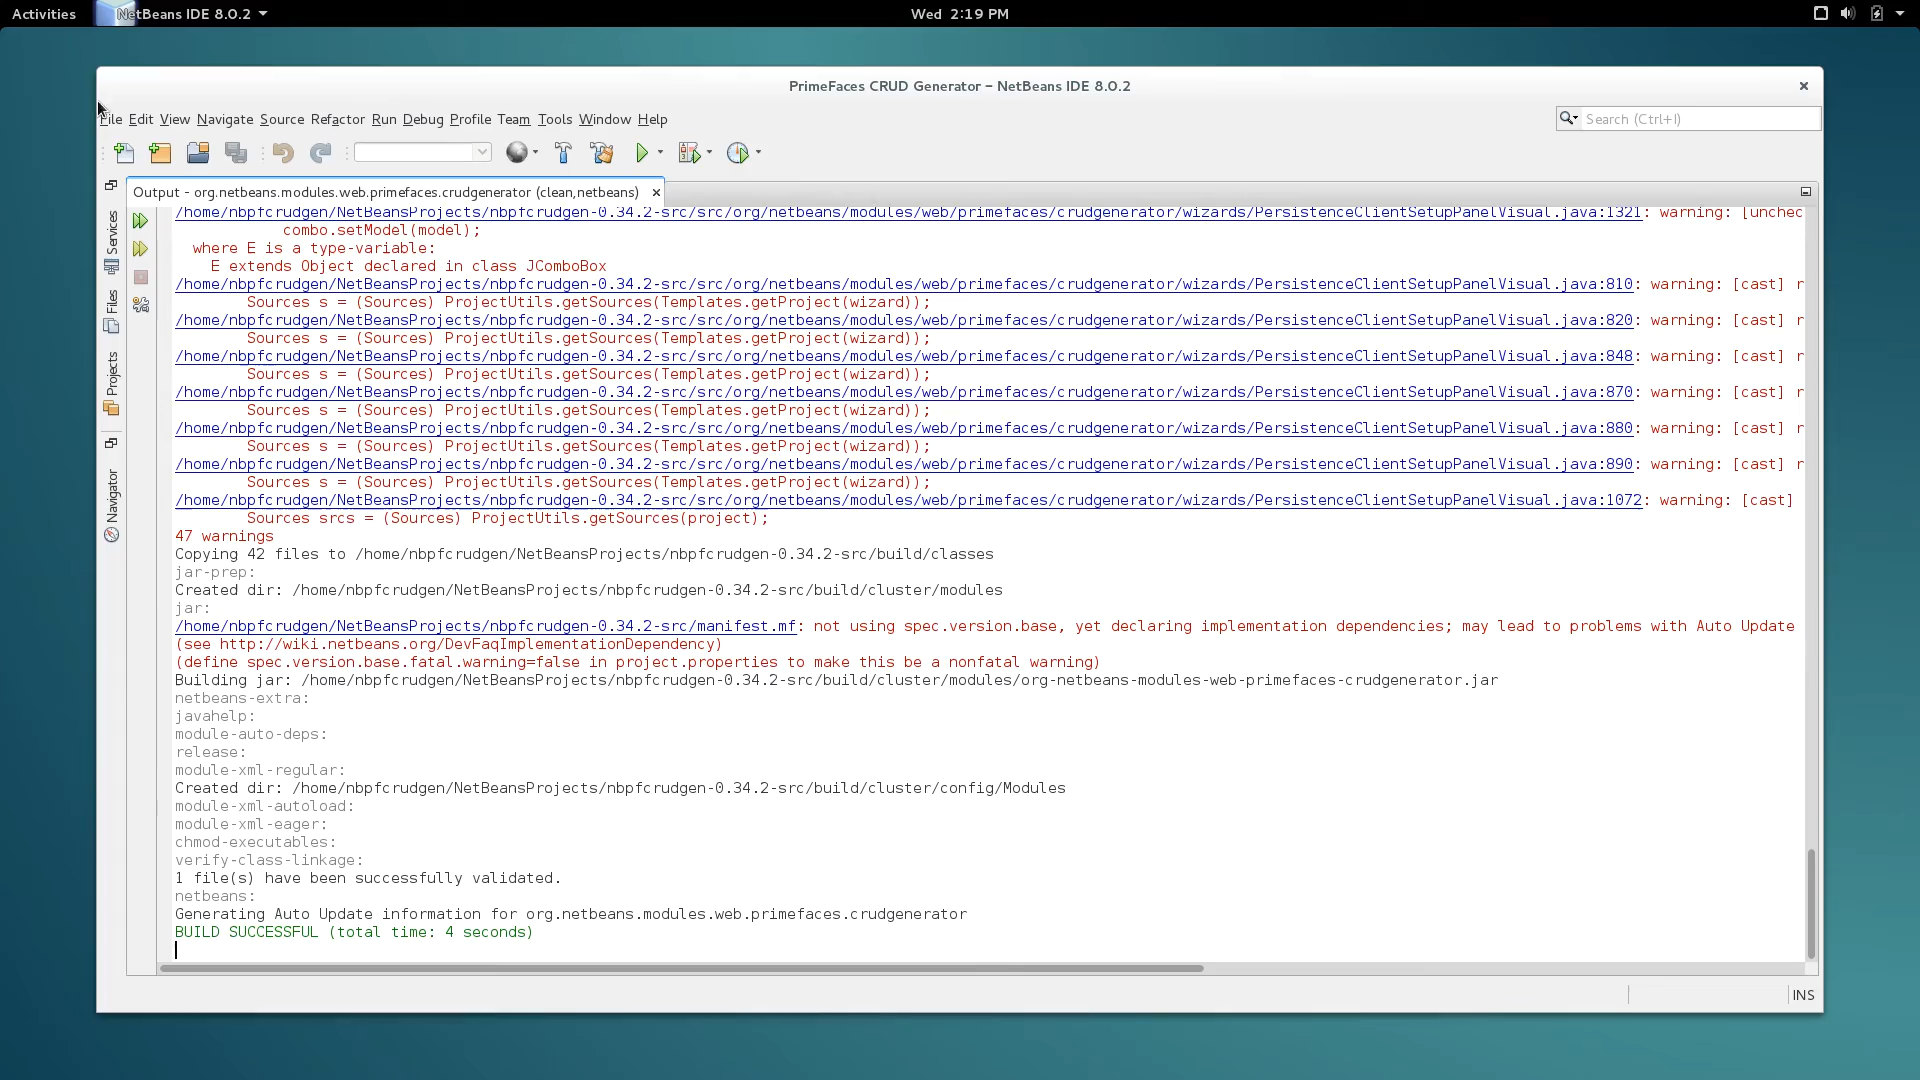 Activities NetBeans IDE 8.0.2 Wed 2:19 PM
PrimeFaces CRUD Generator – NetBeans IDE 8.0.2
File Edit View Navigate Source Refactor Run Debug Profile Team Tools Window Help Search (Ctrl+I)
Output - org.netbeans.modules.web.primefaces.crudgenerator (clean,netbeans)
Services
Files
Projects
Navigator
/home/nbpfcrudgen/NetBeansProjects/nbpfcrudgen-0.34.2-src/src/org/netbeans/modules/web/primefaces/crudgenerator/wizards/PersistenceClientSetupPanelVisual.java:1321: warning: [unchec
combo.setModel(model);
where E is a type-variable:
E extends Object declared in class JComboBox
/home/nbpfcrudgen/NetBeansProjects/nbpfcrudgen-0.34.2-src/src/org/netbeans/modules/web/primefaces/crudgenerator/wizards/PersistenceClientSetupPanelVisual.java:810: warning: [cast] r
Sources s = (Sources) ProjectUtils.getSources(Templates.getProject(wizard));
/home/nbpfcrudgen/NetBeansProjects/nbpfcrudgen-0.34.2-src/src/org/netbeans/modules/web/primefaces/crudgenerator/wizards/PersistenceClientSetupPanelVisual.java:820: warning: [cast] r
Sources s = (Sources) ProjectUtils.getSources(Templates.getProject(wizard));
/home/nbpfcrudgen/NetBeansProjects/nbpfcrudgen-0.34.2-src/src/org/netbeans/modules/web/primefaces/crudgenerator/wizards/PersistenceClientSetupPanelVisual.java:848: warning: [cast] r
Sources s = (Sources) ProjectUtils.getSources(Templates.getProject(wizard));
/home/nbpfcrudgen/NetBeansProjects/nbpfcrudgen-0.34.2-src/src/org/netbeans/modules/web/primefaces/crudgenerator/wizards/PersistenceClientSetupPanelVisual.java:870: warning: [cast] r
Sources s = (Sources) ProjectUtils.getSources(Templates.getProject(wizard));
/home/nbpfcrudgen/NetBeansProjects/nbpfcrudgen-0.34.2-src/src/org/netbeans/modules/web/primefaces/crudgenerator/wizards/PersistenceClientSetupPanelVisual.java:880: warning: [cast] r
Sources s = (Sources) ProjectUtils.getSources(Templates.getProject(wizard));
/home/nbpfcrudgen/NetBeansProjects/nbpfcrudgen-0.34.2-src/src/org/netbeans/modules/web/primefaces/crudgenerator/wizards/PersistenceClientSetupPanelVisual.java:890: warning: [cast] r
Sources s = (Sources) ProjectUtils.getSources(Templates.getProject(wizard));
/home/nbpfcrudgen/NetBeansProjects/nbpfcrudgen-0.34.2-src/src/org/netbeans/modules/web/primefaces/crudgenerator/wizards/PersistenceClientSetupPanelVisual.java:1072: warning: [cast]
Sources srcs = (Sources) ProjectUtils.getSources(project);
47 warnings
Copying 42 files to /home/nbpfcrudgen/NetBeansProjects/nbpfcrudgen-0.34.2-src/build/classes
jar-prep:
Created dir: /home/nbpfcrudgen/NetBeansProjects/nbpfcrudgen-0.34.2-src/build/cluster/modules
jar:
/home/nbpfcrudgen/NetBeansProjects/nbpfcrudgen-0.34.2-src/manifest.mf: not using spec.version.base, yet declaring implementation dependencies; may lead to problems with Auto Update
(see http://wiki.netbeans.org/DevFaqImplementationDependency)
(define spec.version.base.fatal.warning=false in project.properties to make this be a nonfatal warning)
Building jar: /home/nbpfcrudgen/NetBeansProjects/nbpfcrudgen-0.34.2-src/build/cluster/modules/org-netbeans-modules-web-primefaces-crudgenerator.jar
netbeans-extra:
javahelp:
module-auto-deps:
release:
module-xml-regular:
Created dir: /home/nbpfcrudgen/NetBeansProjects/nbpfcrudgen-0.34.2-src/build/cluster/config/Modules
module-xml-autoload:
module-xml-eager:
chmod-executables:
verify-class-linkage:
1 file(s) have been successfully validated.
netbeans:
Generating Auto Update information for org.netbeans.modules.web.primefaces.crudgenerator
BUILD SUCCESSFUL (total time: 4 seconds)
INS